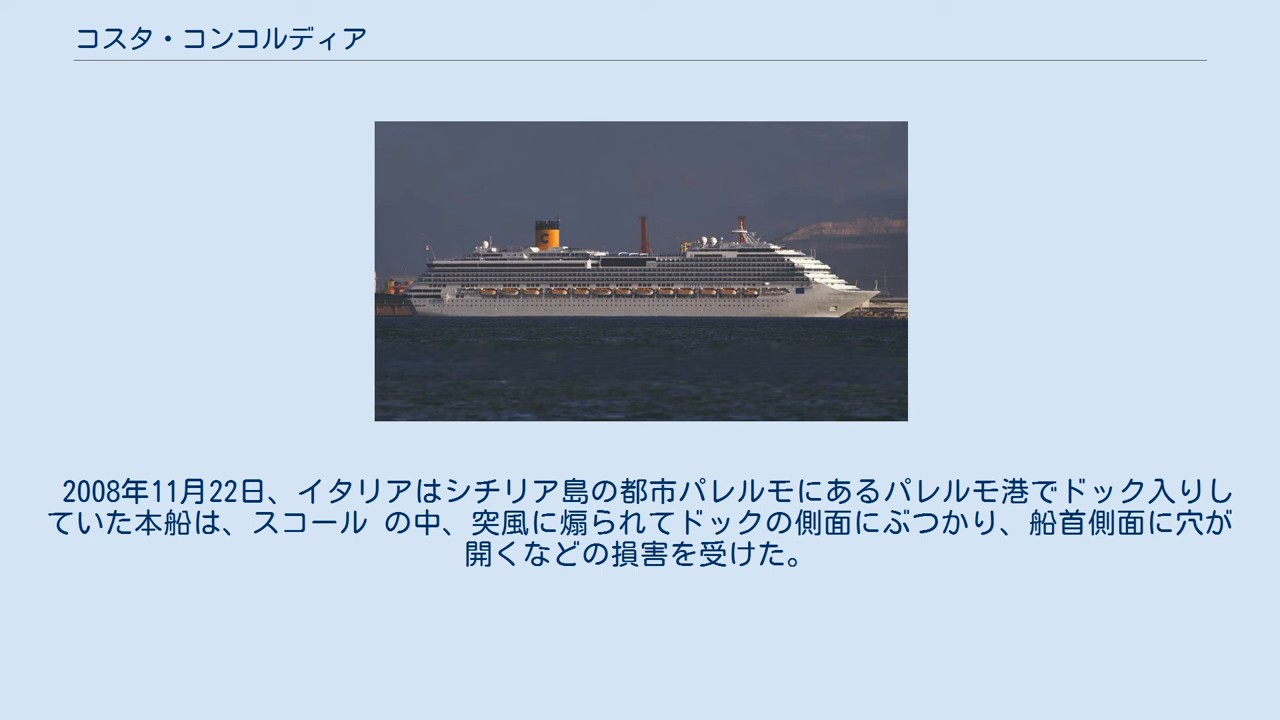 コスタ・コンコルディア
C
2008年11月22日、イタリアはシチリア島の都市パレルモにあるパレルモ港でドック入りし
ていた本船は、スコール の中、突風に煽られてドックの側面にぶつかり、船首側面に穴が
開くなどの損害を受けた。